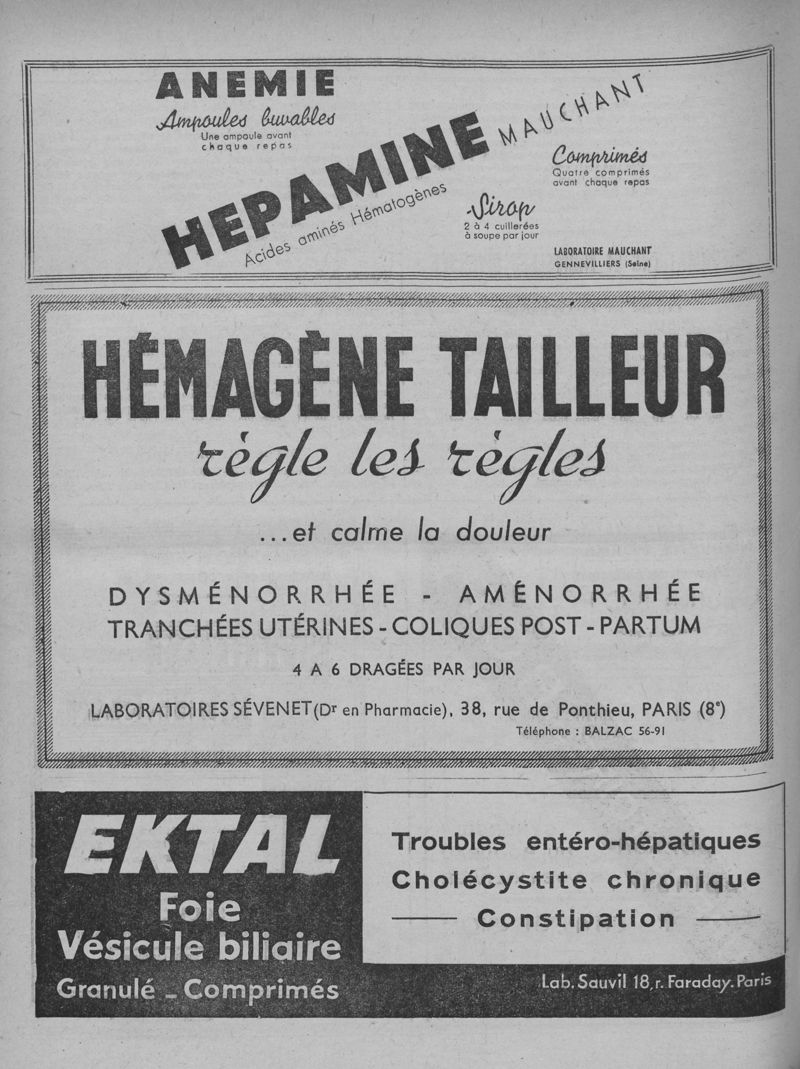 ANEMIE
Ampoules buvables
Une ampoule avant
chaque repas
HEPAMINE MAUCHANT
Acides aminés Hématogènes
Comprimés
Quatre comprimés
avant chaque repas
Sirop
2 à 4 cuillerées
à soupe par jour
LABORATOIRE MAUCHANT
GENNEVILLIERS (Seine)
HÉMAGÈNE TAILLEUR
règle les règles
...et calme la douleur
DYSMÉNORRHÉE - AMÉNORRHÉE
TRANCHÉES UTÉRINES - COLIQUES POST - PARTUM
4 A 6 DRAGÉES PAR JOUR
LABORATOIRES SÉVENET (Dr en Pharmacie), 38, rue de Ponthieu, PARIS (8e)
Téléphone : BALZAC 56-91
EKTAL
Foie
Vésicule biliaire
Granulé - Comprimés
Troubles entéro-hépatiques
Cholécystite chronique
Constipation
Lab. Sauvil 18, r. Faraday. Paris